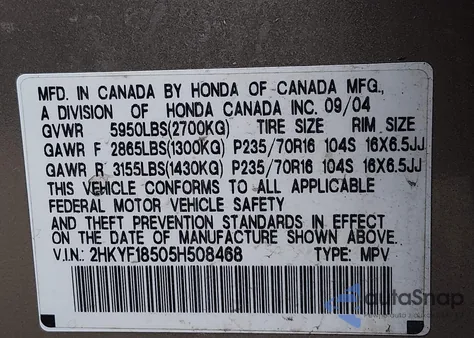 MFD. IN CANADA BY HONDA OF CANADA MFG.,
A DIVISION OF HONDA CANADA INC. 09/04
GVWR 5950LBS(2700KG) TIRE SIZE RIM SIZE
GAWR F 2865LBS(1300KG) P235/70R16 104S 16X6.5JJ
GAWR R 3155LBS(1430KG) P235/70R16 104S 16X6.5JJ
THIS VEHICLE CONFORMS TO ALL APPLICABLE
FEDERAL MOTOR VEHICLE SAFETY
AND THEFT PREVENTION STANDARDS IN EFFECT
ON THE DATE OF MANUFACTURE SHOWN ABOVE.
V.I.N.: 2HKYF18505H508468 TYPE: MPV
autoSnap